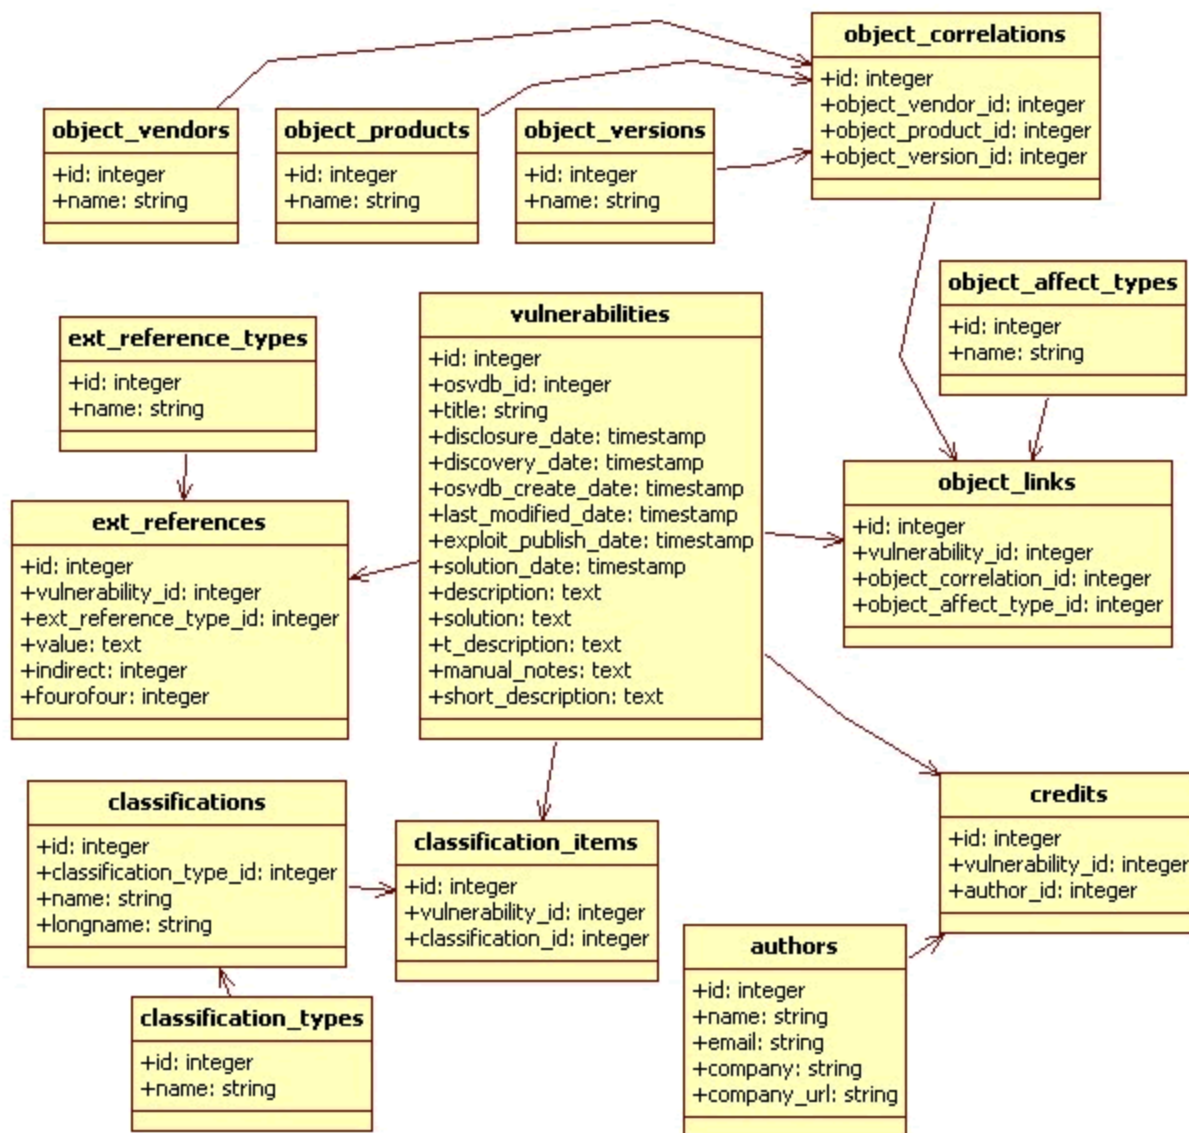 object_correlations
+id: integer
+object_vendor_id: integer
+object_product_id: integer
+object_version_id: integer
object_vendors
+id: integer
+name: string
object_products
+id: integer
+name: string
object_versions
+id: integer
+name: string
object_affect_types
+id: integer
+name: string
ext_reference_types
+id: integer
+name: string
vulnerabilities
+id: integer
+osvdb_id: integer
+title: string
+disclosure_date: timestamp
+discovery_date: timestamp
+osvdb_create_date: timestamp
+last_modified_date: timestamp
+exploit_publish_date: timestamp
+solution_date: timestamp
+description: text
+solution: text
+t_description: text
+manual_notes: text
+short_description: text
object_links
+id: integer
+vulnerability_id: integer
+object_correlation_id: integer
+object_affect_type_id: integer
ext_references
+id: integer
+vulnerability_id: integer
+ext_reference_type_id: integer
+value: text
+indirect: integer
+fourofour: integer
classifications
+id: integer
+classification_type_id: integer
+name: string
+longname: string
classification_items
+id: integer
+vulnerability_id: integer
+classification_id: integer
credits
+id: integer
+vulnerability_id: integer
+author_id: integer
authors
+id: integer
+name: string
+email: string
+company: string
+company_url: string
classification_types
+id: integer
+name: string